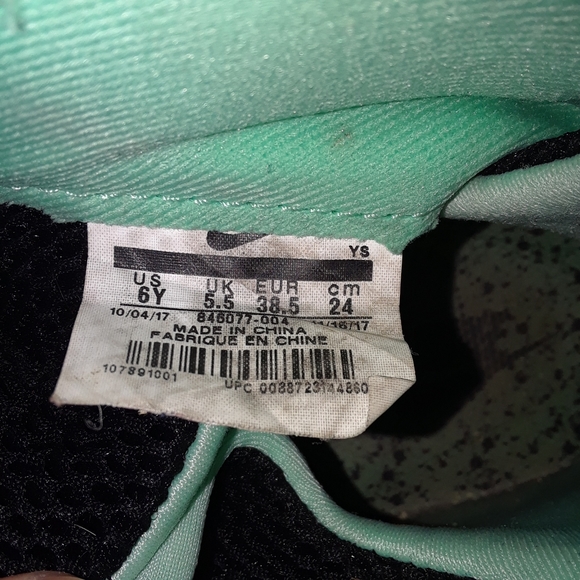 YS
US UK EUR cm
6Y 5.5 38.5 24
10/04/17 846077-004 11/16/17
MADE IN CHINA
FABRIQUE EN CHINE
107891001
UPC 00887231